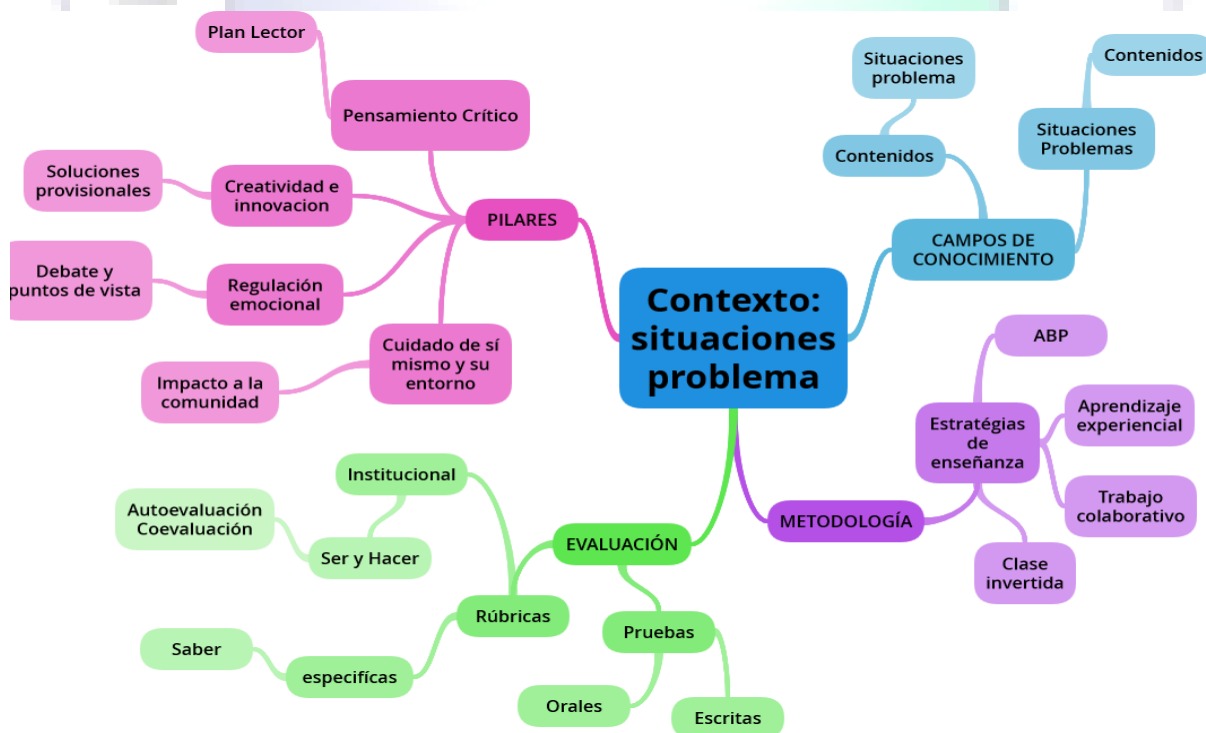 Plan Lector
Pensamiento Crítico
Soluciones
provisionales
Creatividad e
innovacion
PILARES
Debate y
puntos de vista
Regulación
emocional
Cuidado de sí
mismo y su
entorno
Impacto a la
comunidad
Contexto:
situaciones
problema
Situaciones
problema
Contenidos
Contenidos
Situaciones
Problemas
CAMPOS DE
CONOCIMIENTO
ABP
Estratégias
de
enseñanza
Aprendizaje
experiencial
Trabajo
colaborativo
Clase
invertida
METODOLOGÍA
EVALUACIÓN
Institucional
Autoevaluación
Coevaluación
Ser y Hacer
Rúbricas
Saber
especifícas
Pruebas
Orales
Escritas